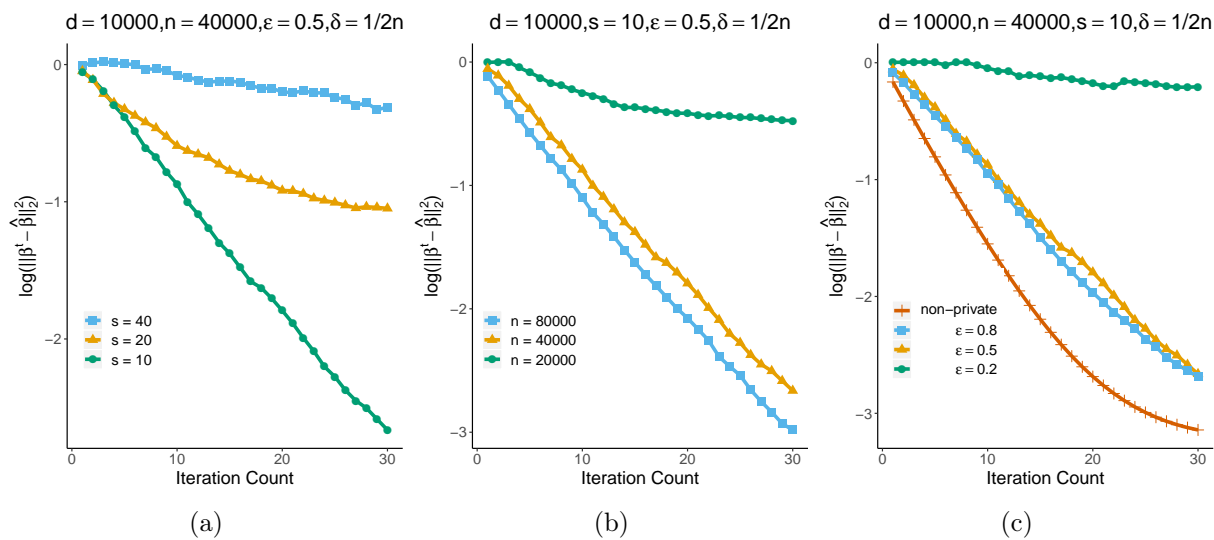 d = 10000,n = 40000,ε = 0.5,δ = 1/2n
log(||β^t − β̂||₂²)
0
−1
−2
s = 40
s = 20
s = 10
0
10
20
30
Iteration Count
(a)
d = 10000,s = 10,ε = 0.5,δ = 1/2n
log(||β^t − β̂||₂²)
0
−1
−2
−3
n = 80000
n = 40000
n = 20000
0
10
20
30
Iteration Count
(b)
d = 10000,n = 40000,s = 10,δ = 1/2n
log(||β^t − β̂||₂²)
0
−1
−2
−3
non−private
ε = 0.8
ε = 0.5
ε = 0.2
0
10
20
30
Iteration Count
(c)